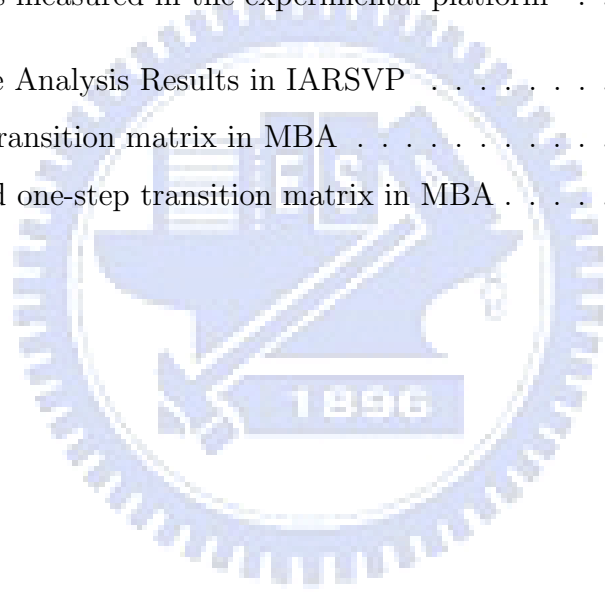 s measured in the experimental platform . .
e Analysis Results in IARSVP . . . . . . . .
ransition matrix in MBA . . . . . . . . . . . .
d one-step transition matrix in MBA . . . . .
ES
1896